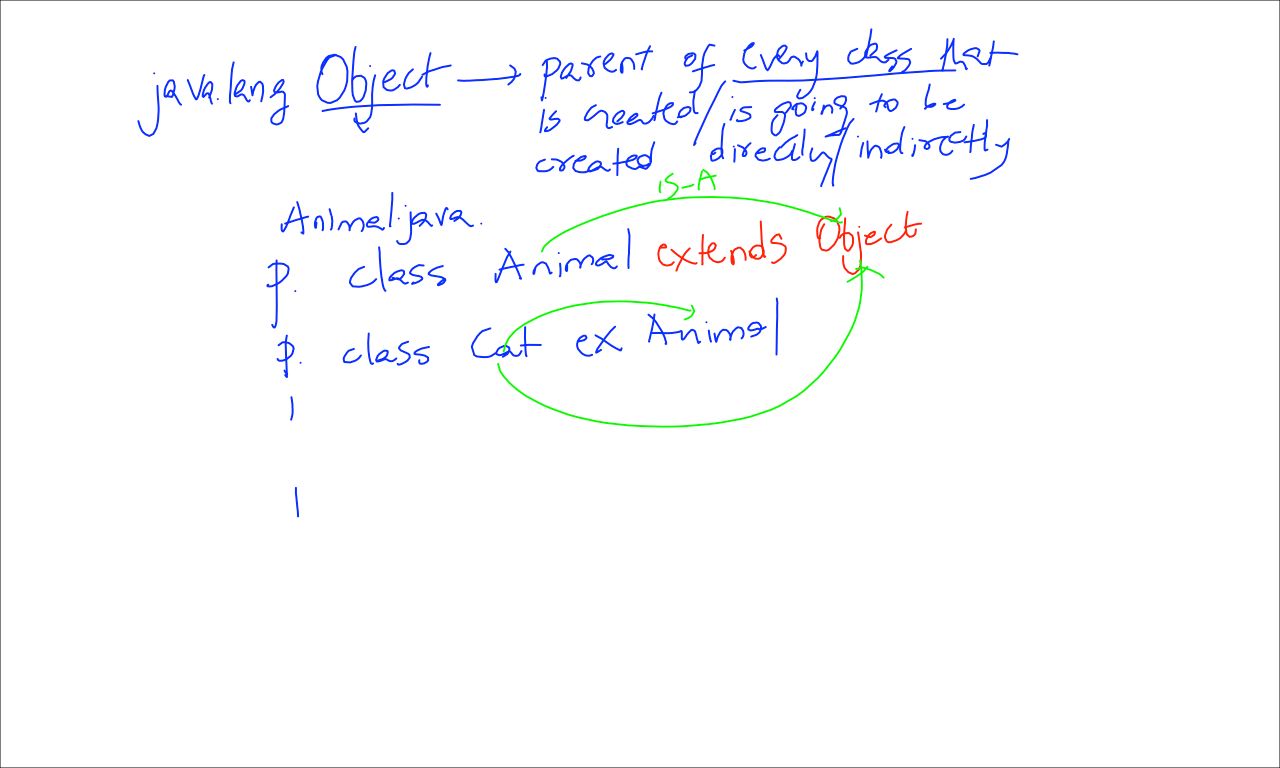 java.lang Object → parent of every class that
is created/is going to be
created directly/indirectly
is-A
Animal.java.
p. class Animal extends Object
p. class Cat ex Animal